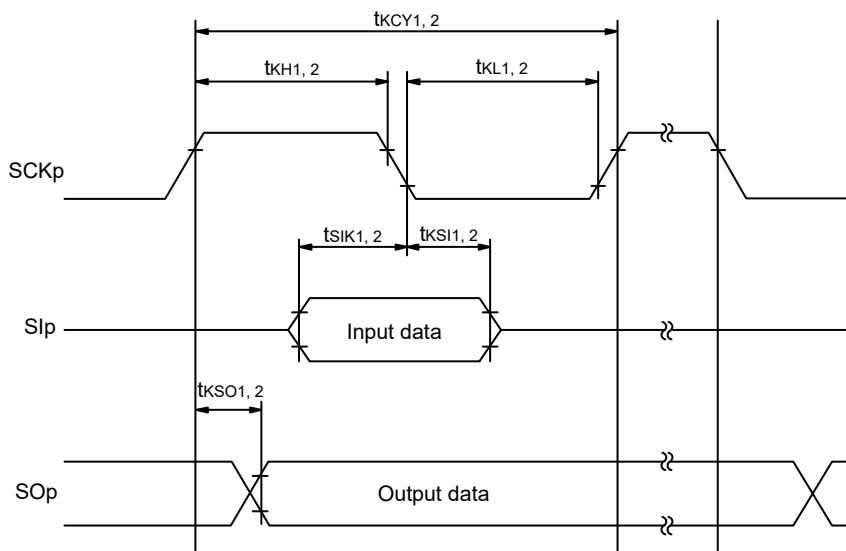 tKCY1, 2
tKH1, 2
tKL1, 2
SCKp
tSIK1, 2
tKSI1, 2
SIp
Input data
tKSO1, 2
SOp
Output data